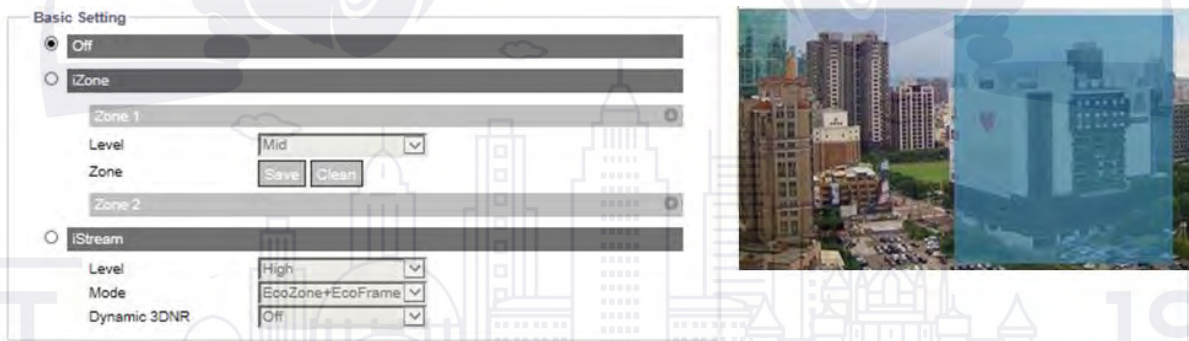 Basic Setting
Off
iZone
Zone 1
Level Mid
Zone Save Clean
Zone 2
iStream
Level High
Mode EcoZone+EcoFrame
Dynamic 3DNR Off